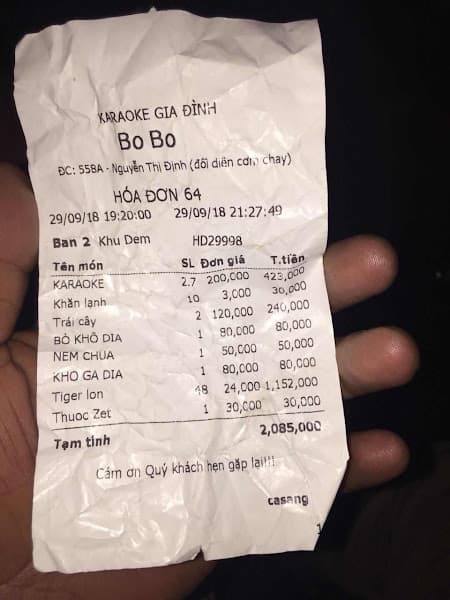 KARAOKE GIA ĐÌNH
Bo Bo
ĐC: 558A - Nguyễn Thị Định (đối diên cơm chay)
HÓA ĐƠN 64
29/09/18 19:20:00 29/09/18 21:27:49
Ban 2 Khu Dem HD29998
Tên món SL Đơn giá T.tiên
KARAOKE 2.7 200,000 423,000
Khăn lạnh 10 3,000 30,000
Trái cây 2 120,000 240,000
BÒ KHÔ DIA 1 80,000 80,000
NEM CHUA 1 50,000 50,000
KHO GA DIA 1 80,000 80,000
Tiger lon 48 24,000 1,152,000
Thuoc Zet 1 30,000 30,000
Tạm tính 2,085,000
Cám ơn Quý khách hẹn gặp lại!!!
casang